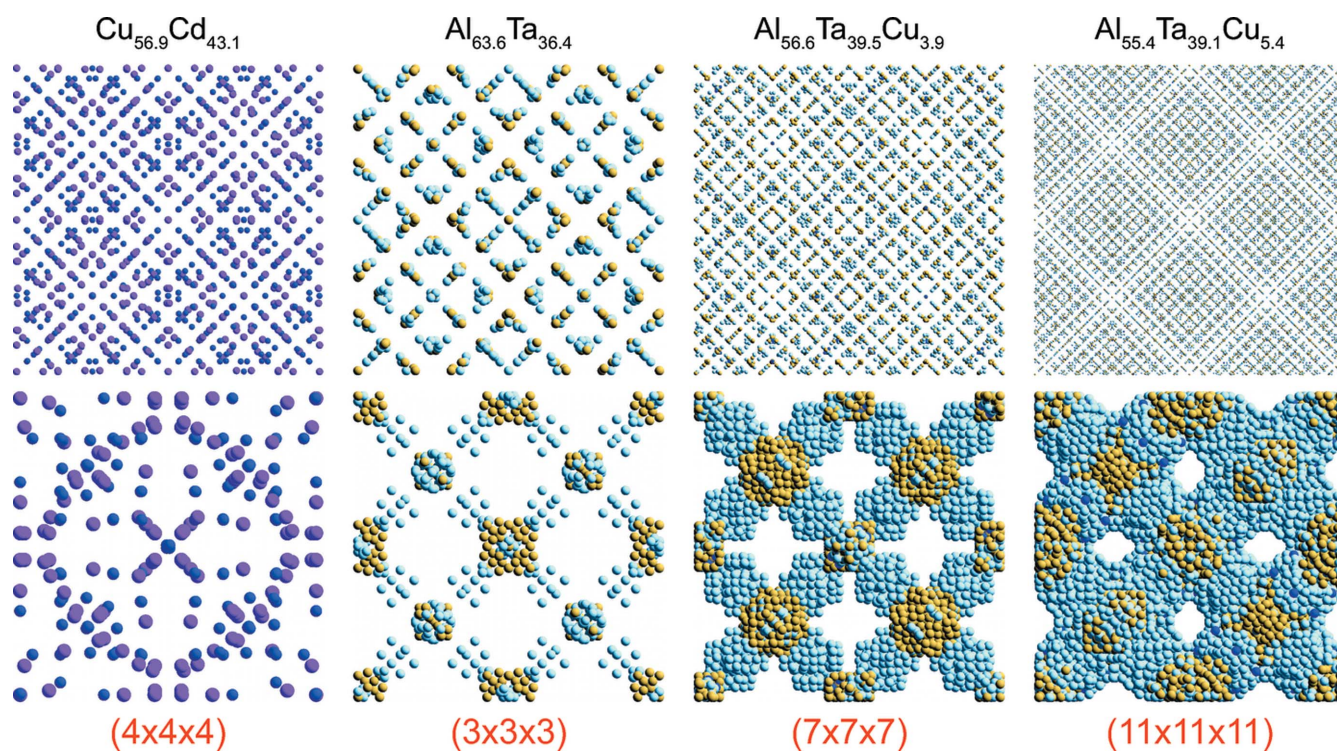 Cu₅₆.₉Cd₄₃.₁
Al₆₃.₆Ta₃₆.₄
Al₅₆.₆Ta₃₉.₅Cu₃.₉
Al₅₅.₄Ta₃₉.₁Cu₅.₄
(4x4x4)
(3x3x3)
(7x7x7)
(11x11x11)